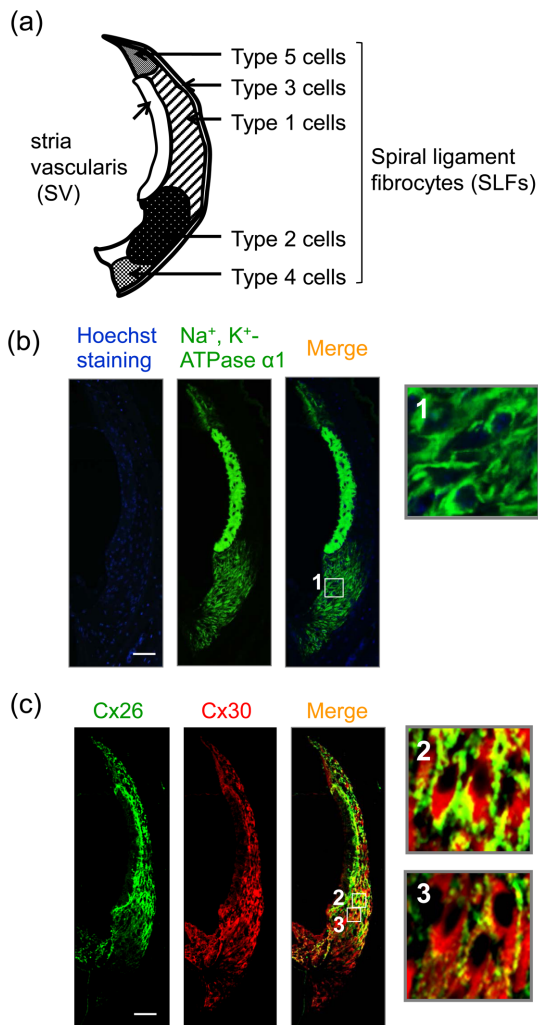 (a)
Type 5 cells
Type 3 cells
Type 1 cells
stria
vascularis
(SV)
Spiral ligament
fibrocytes (SLFs)
Type 2 cells
Type 4 cells
(b)
Hoechst
staining
Na⁺, K⁺-
ATPase α1
Merge
1
1
(c)
Cx26
Cx30
Merge
2
3
2
3